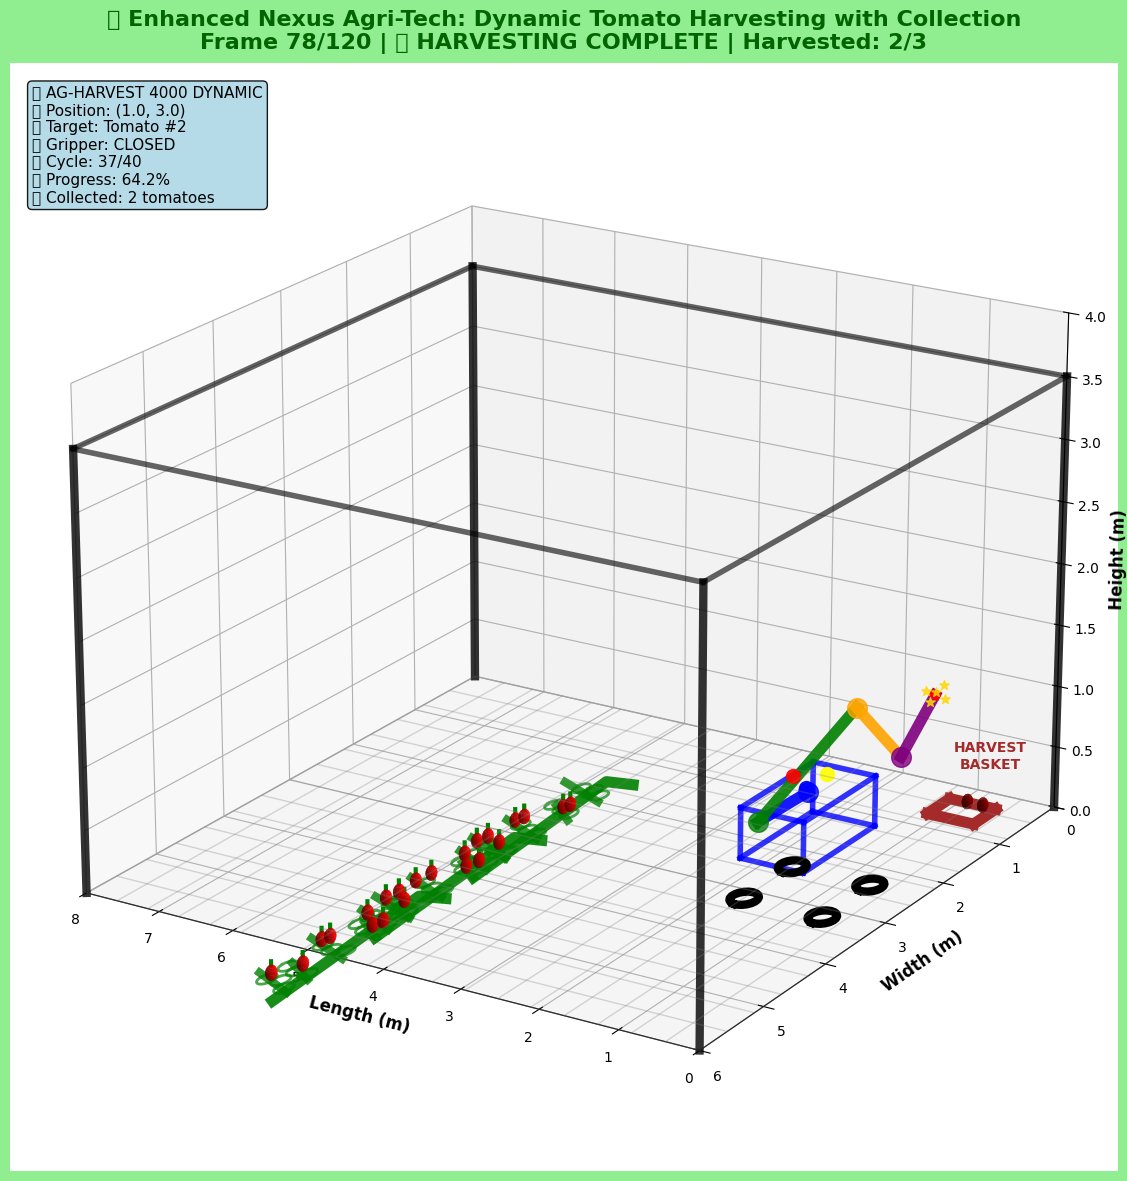 Enhanced Nexus Agri-Tech: Dynamic Tomato Harvesting with Collection
Frame 78/120 | HARVESTING COMPLETE | Harvested: 2/3
AG-HARVEST 4000 DYNAMIC
Position: (1.0, 3.0)
Target: Tomato #2
Gripper: CLOSED
Cycle: 37/40
Progress: 64.2%
Collected: 2 tomatoes
4.0
3.5
3.0
2.5
2.0
1.5
1.0
0.5
0.0
Height (m)
HARVEST
BASKET
0
1
2
3
4
5
6
Width (m)
8
7
6
5
4
3
2
1
0
Length (m)